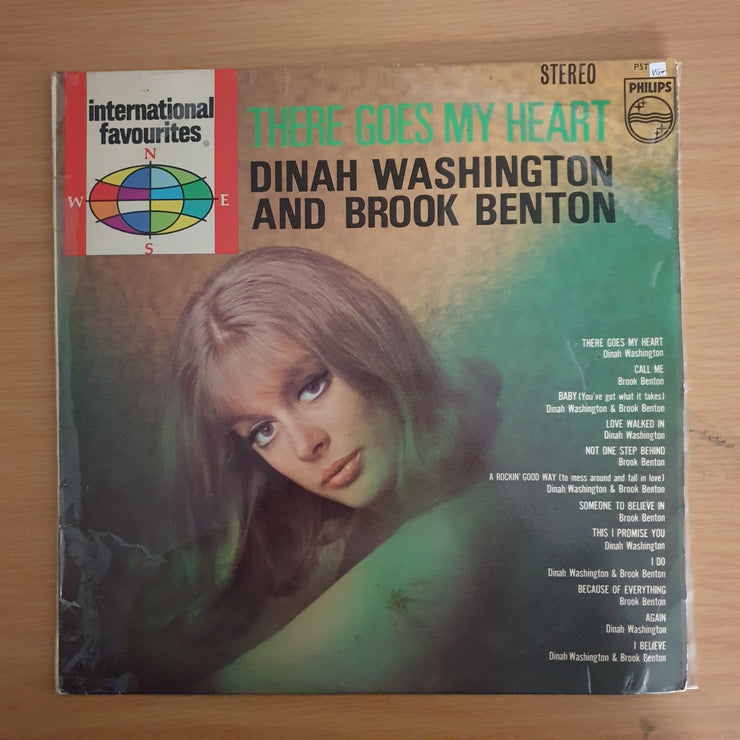 international
favourites
N
W E
S
STEREO
PST
VG+
PHILIPS
THERE GOES MY HEART
DINAH WASHINGTON
AND BROOK BENTON
THERE GOES MY HEART
Dinah Washington
CALL ME
Brook Benton
BABY (You've got what it takes)
Dinah Washington & Brook Benton
LOVE WALKED IN
Dinah Washington
NOT ONE STEP BEHIND
Brook Benton
A ROCKIN' GOOD WAY (to mess around and fall in love)
Dinah Washington & Brook Benton
SOMEONE TO BELIEVE IN
Brook Benton
THIS I PROMISE YOU
Dinah Washington
I DO
Dinah Washington & Brook Benton
BECAUSE OF EVERYTHING
Brook Benton
AGAIN
Dinah Washington
I BELIEVE
Dinah Washington & Brook Benton